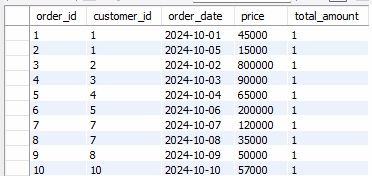 order_id customer_id order_date price total_amount
1 1 2024-10-01 45000 1
2 1 2024-10-05 15000 1
3 2 2024-10-02 800000 1
4 3 2024-10-03 90000 1
5 4 2024-10-04 65000 1
6 5 2024-10-06 200000 1
7 7 2024-10-07 120000 1
8 7 2024-10-08 35000 1
9 8 2024-10-09 50000 1
10 10 2024-10-10 57000 1